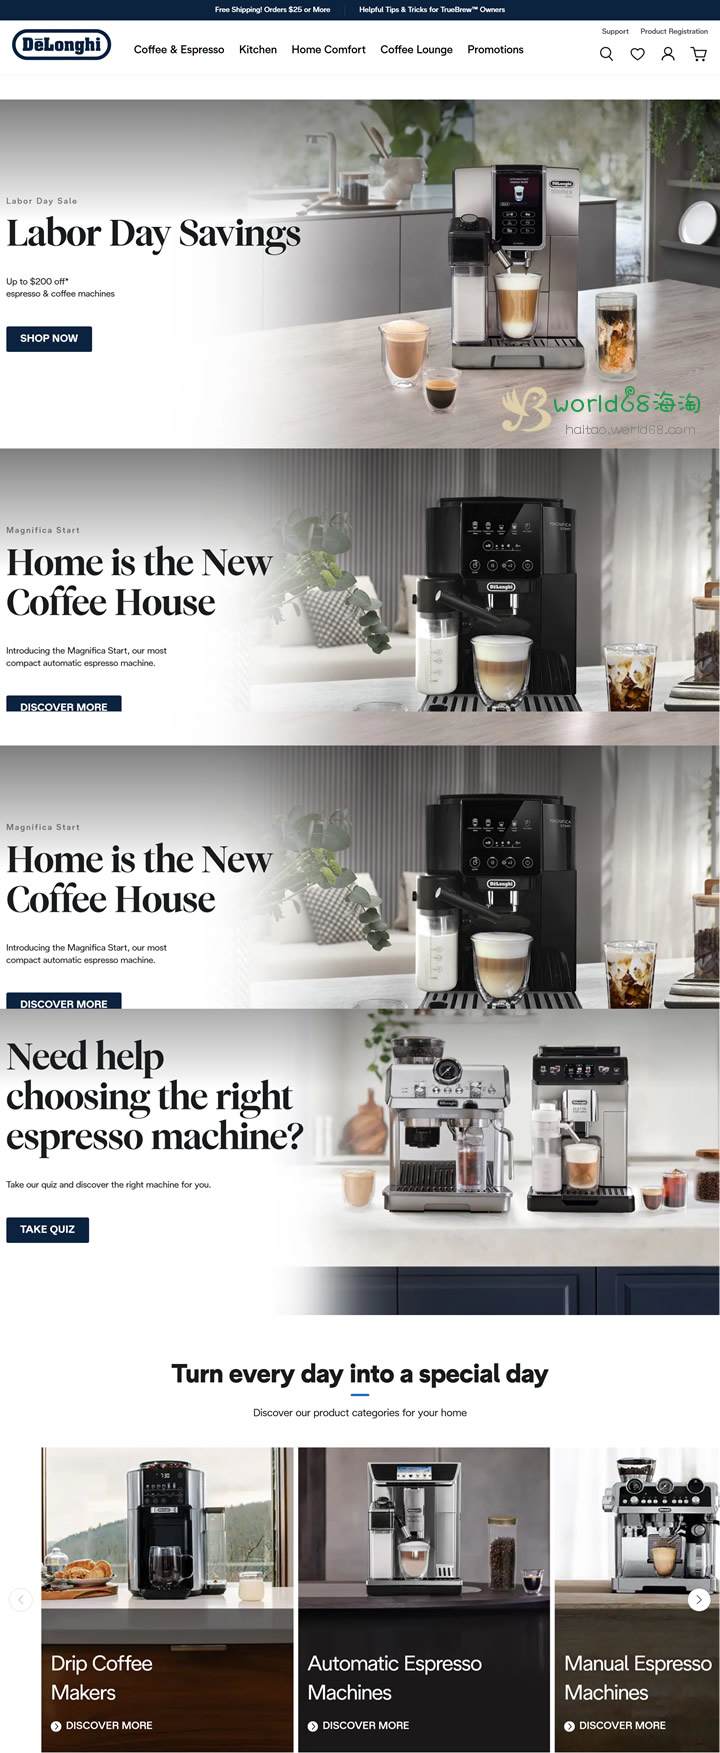 Free Shipping! Orders $25 or More
Helpful Tips & Tricks for TrueBrew™ Owners
Support
Product Registration
DēLonghi
Coffee & Espresso
Kitchen
Home Comfort
Coffee Lounge
Promotions
Labor Day Sale
Labor Day Savings
Up to $200 off*
espresso & coffee machines
SHOP NOW
DēLonghi
world68海淘
haitao.world68.com
Magnifica Start
Home is the New
Coffee House
Introducing the Magnifica Start, our most
compact automatic espresso machine.
DISCOVER MORE
DēLonghi
Magnifica Start
Home is the New
Coffee House
Introducing the Magnifica Start, our most
compact automatic espresso machine.
DISCOVER MORE
DēLonghi
Need help
choosing the right
espresso machine?
Take our quiz and discover the right machine for you.
TAKE QUIZ
Turn every day into a special day
Discover our product categories for your home
Drip Coffee
Makers
DISCOVER MORE
Automatic Espresso
Machines
DISCOVER MORE
Manual Espresso
Machines
DISCOVER MORE